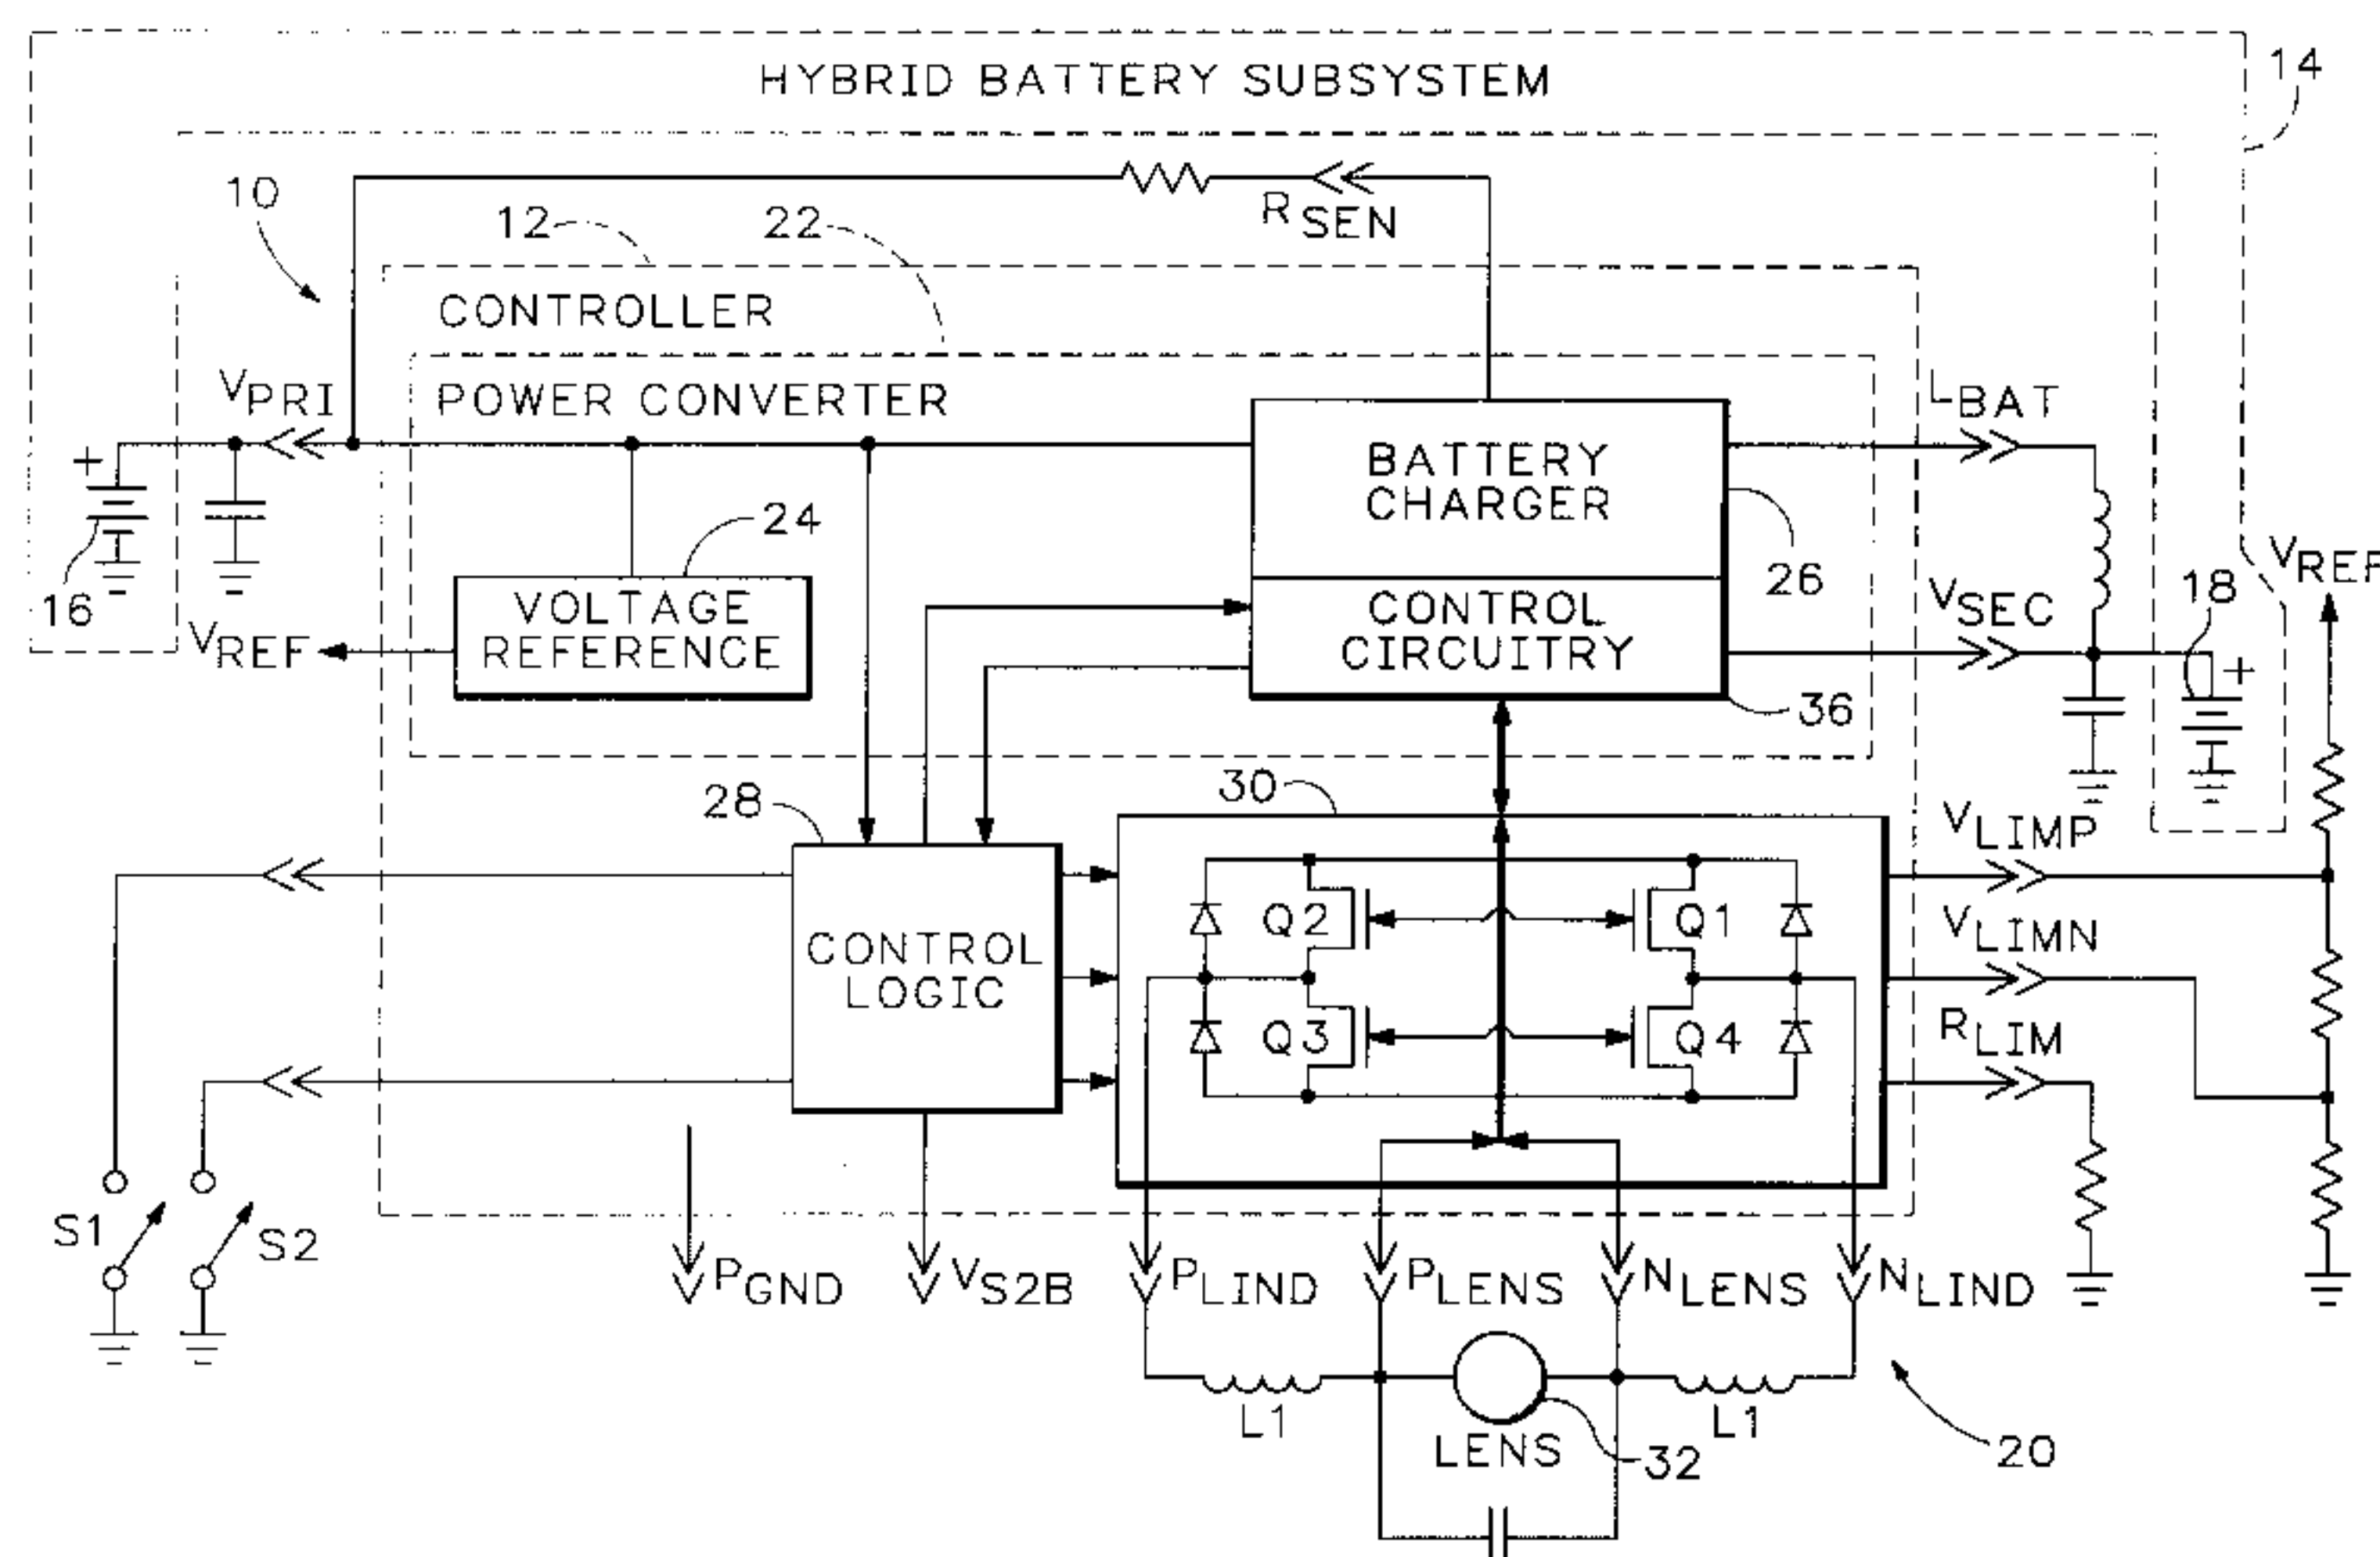 HYBRID BATTERY SUBSYSTEM
14
10
12
22
RSEN
CONTROLLER
VPRI
POWER CONVERTER
LBAT
+
BATTERY
CHARGER
16
24
26
VREF
VOLTAGE
REFERENCE
CONTROL
CIRCUITRY
VSEC
18
VREF
+
36
28
30
VLIMP
Q2
Q1
VLIMN
CONTROL
LOGIC
Q3
Q4
RLIM
S1
S2
PGND
VS2B
PLIND
PLENS
NLENS
NLIND
L1
LENS
L1
32
20